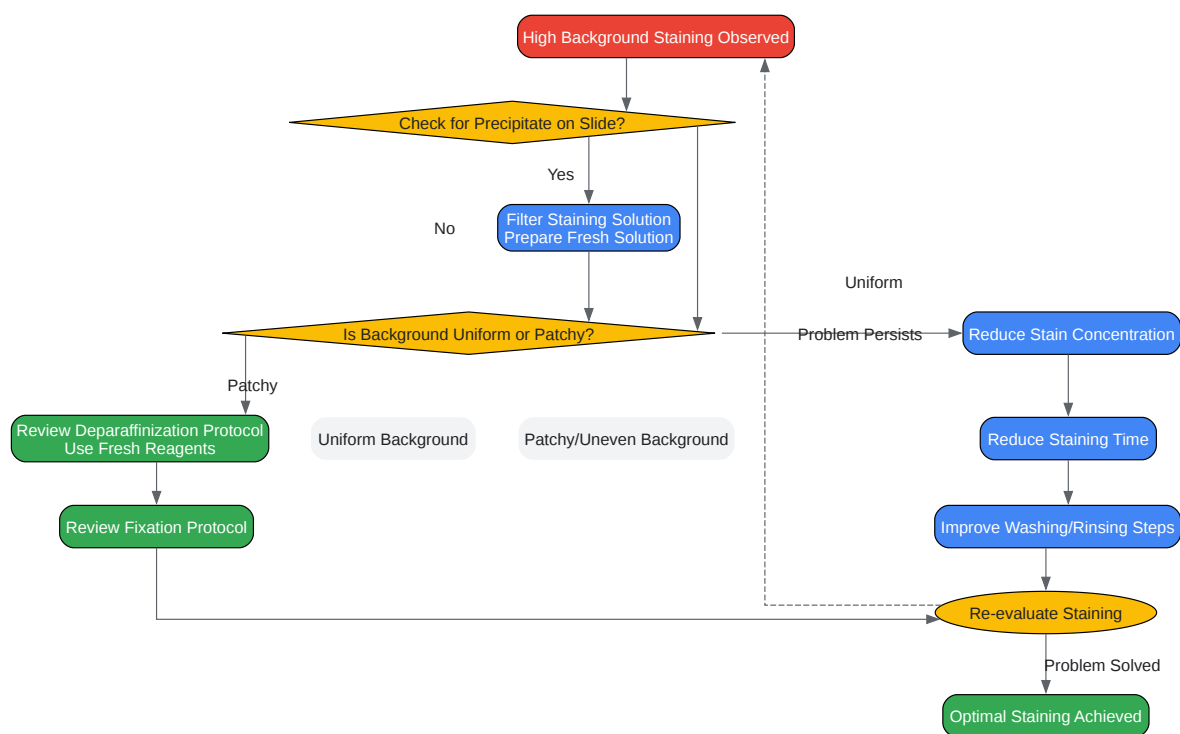 High Background Staining Observed
Check for Precipitate on Slide?
Yes
Filter Staining Solution
Prepare Fresh Solution
No
Uniform
Is Background Uniform or Patchy?
Problem Persists
Reduce Stain Concentration
Patchy
Review Deparaffinization Protocol
Use Fresh Reagents
Uniform Background
Patchy/Uneven Background
Reduce Staining Time
Review Fixation Protocol
Improve Washing/Rinsing Steps
Re-evaluate Staining
Problem Solved
Optimal Staining Achieved